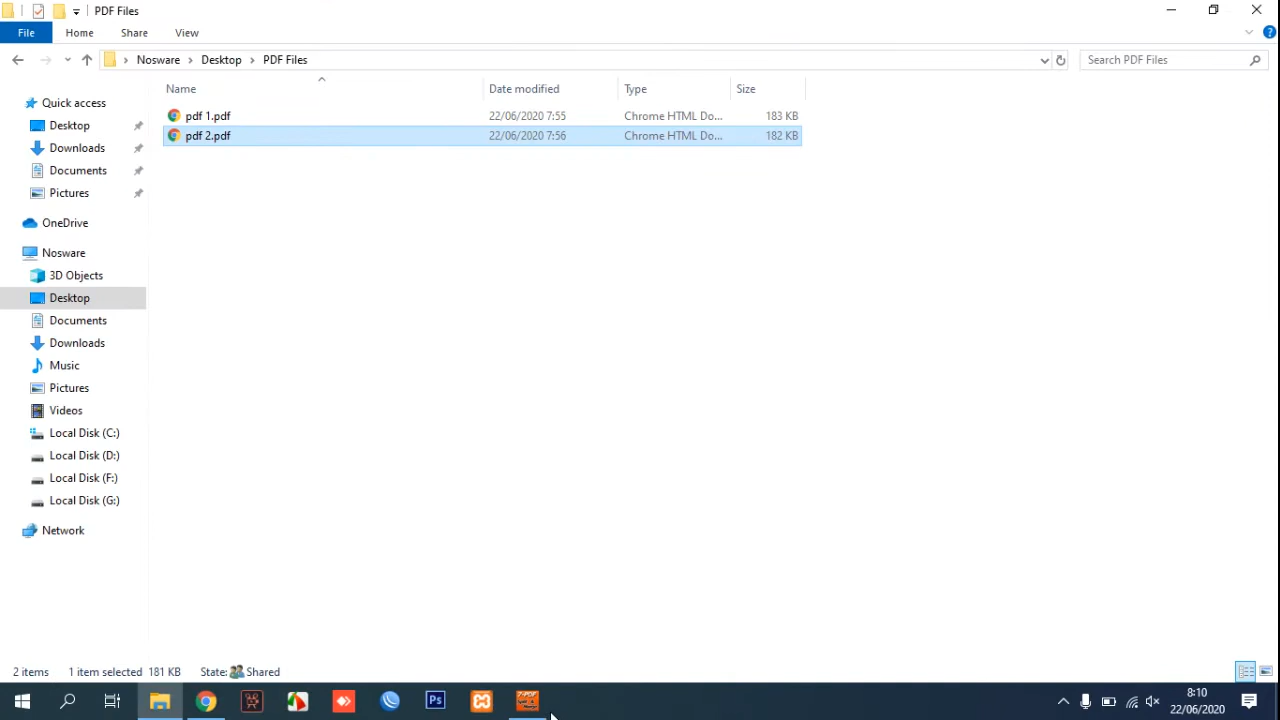 PDF Files
File Home Share View
Nosware Desktop PDF Files
Search PDF Files
Name Date modified Type Size
pdf 1.pdf 22/06/2020 7:55 Chrome HTML Do... 183 KB
pdf 2.pdf 22/06/2020 7:56 Chrome HTML Do... 182 KB
Quick access
Desktop
Downloads
Documents
Pictures
OneDrive
Nosware
3D Objects
Desktop
Documents
Downloads
Music
Pictures
Videos
Local Disk (C:)
Local Disk (D:)
Local Disk (F:)
Local Disk (G:)
Network
2 items 1 item selected 181 KB State: Shared
Ps
8:10
22/06/2020